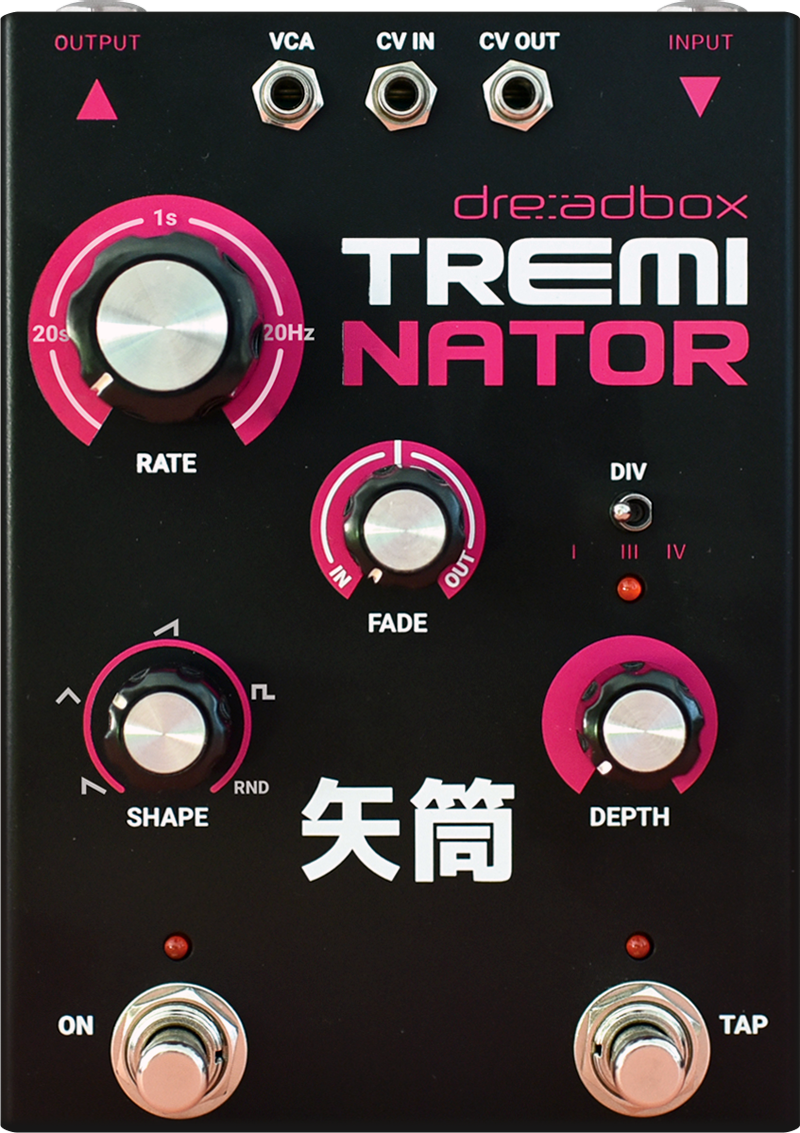 OUTPUT
VCA
CV IN
CV OUT
INPUT
dre:adbox
TREMI
NATOR
1s
20s
20Hz
RATE
DIV
I III IV
IN
OUT
FADE
RND
SHAPE
DEPTH
矢筒
ON
TAP